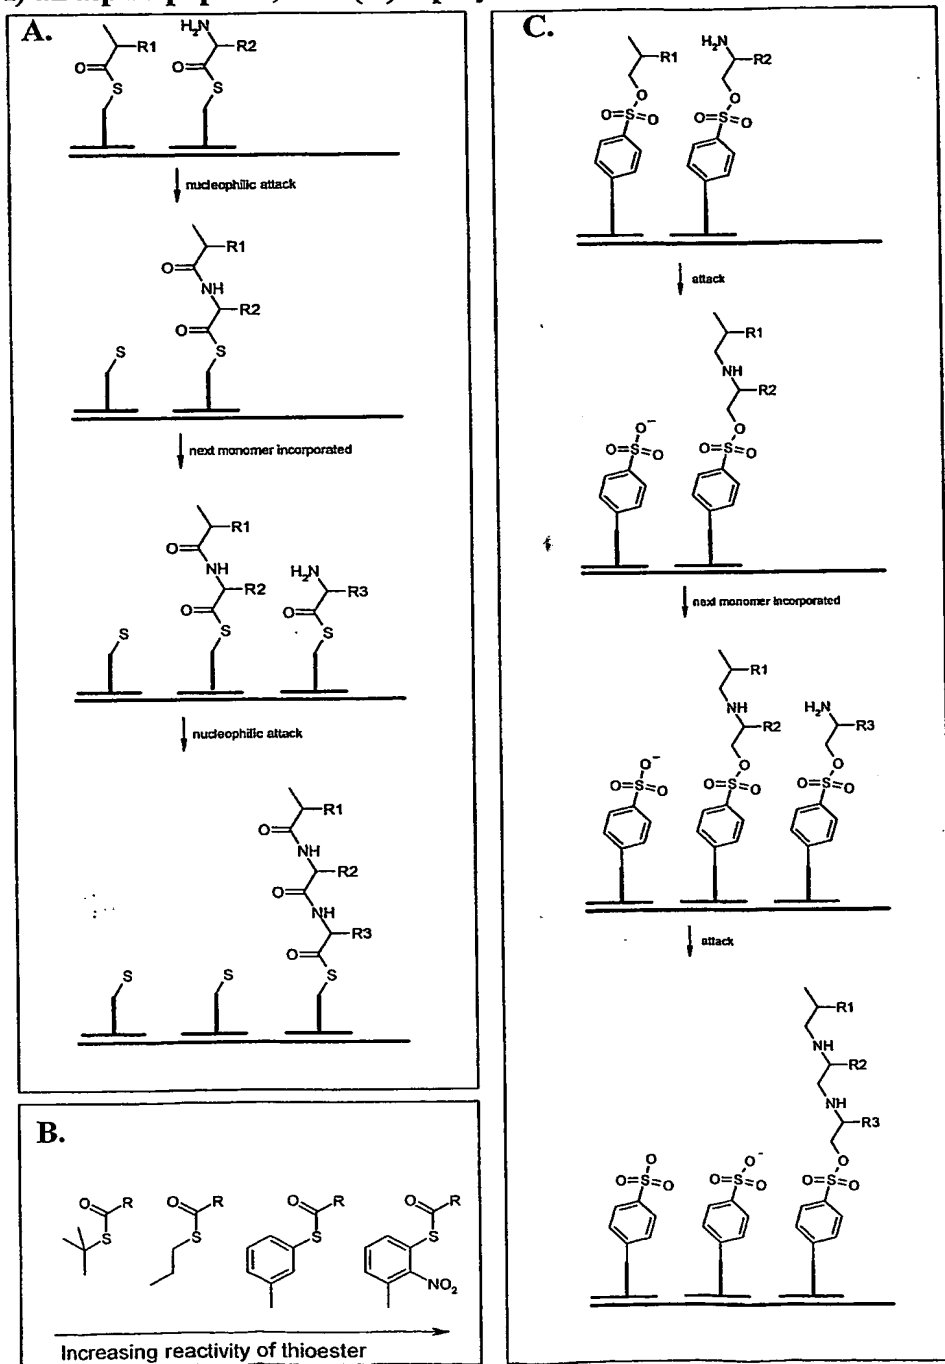 A.
H₂N
R1
R2
O
O
S
S
nucleophilic attack
R1
O
NH
R2
O
S
S
next monomer incorporated
R1
O
NH
H₂N
R2
R3
O
O
S
S
S
nucleophilic attack
R1
O
NH
R2
O
NH
R3
O
S
S
S
B.
O R
O R
O R
O R
S
S
S
S
NO₂
Increasing reactivity of thioester
C.
H₂N
R1
R2
O
O
O=S=O
O=S=O
attack
R1
NH
R2
O⁻
O
O=S=O
O=S=O
next monomer incorporated
R1
NH
H₂N
R2
R3
O⁻
O
O
O=S=O
O=S=O
O=S=O
attack
R1
NH
R2
NH
R3
O
O⁻
O
O=S=O
O=S=O
O=S=O